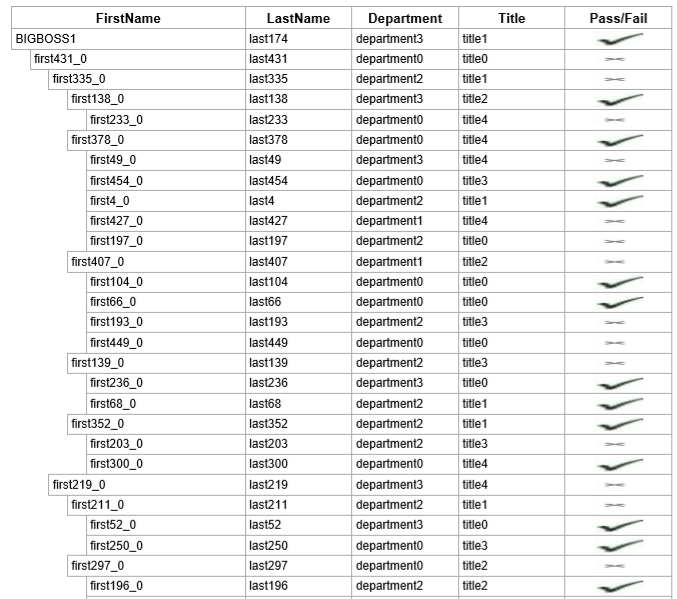 FirstName LastName Department Title Pass/Fail
BIGBOSS1 last174 department3 title1
first431_0 last431 department0 title0
first335_0 last335 department2 title1
first138_0 last138 department3 title2
first233_0 last233 department0 title4
first378_0 last378 department0 title4
first49_0 last49 department3 title4
first454_0 last454 department0 title3
first4_0 last4 department2 title1
first427_0 last427 department1 title4
first197_0 last197 department2 title0
first407_0 last407 department1 title2
first104_0 last104 department0 title0
first66_0 last66 department0 title0
first193_0 last193 department2 title3
first449_0 last449 department0 title0
first139_0 last139 department2 title3
first236_0 last236 department3 title0
first68_0 last68 department2 title1
first352_0 last352 department2 title1
first203_0 last203 department2 title3
first300_0 last300 department0 title4
first219_0 last219 department3 title4
first211_0 last211 department2 title1
first52_0 last52 department3 title0
first250_0 last250 department0 title3
first297_0 last297 department0 title2
first196_0 last196 department2 title2